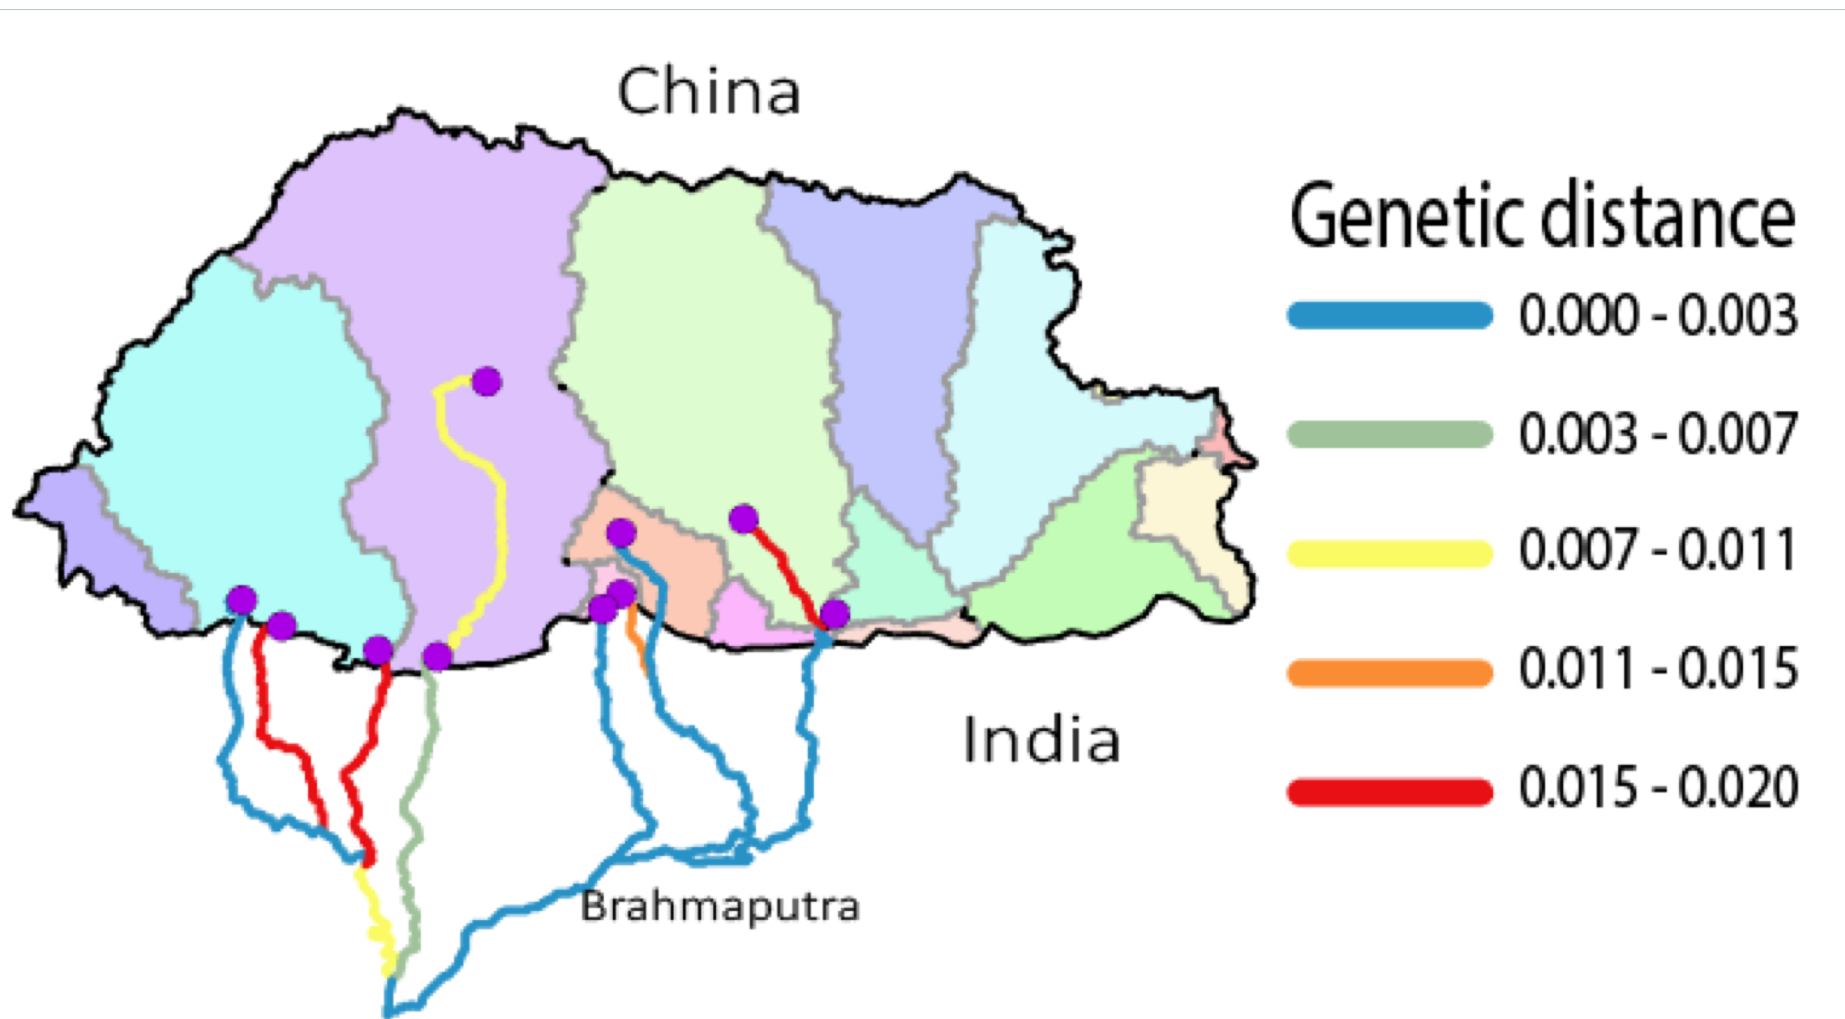 China
Genetic distance
0.000 - 0.003
0.003 - 0.007
0.007 - 0.011
0.011 - 0.015
India
0.015 - 0.020
Brahmaputra